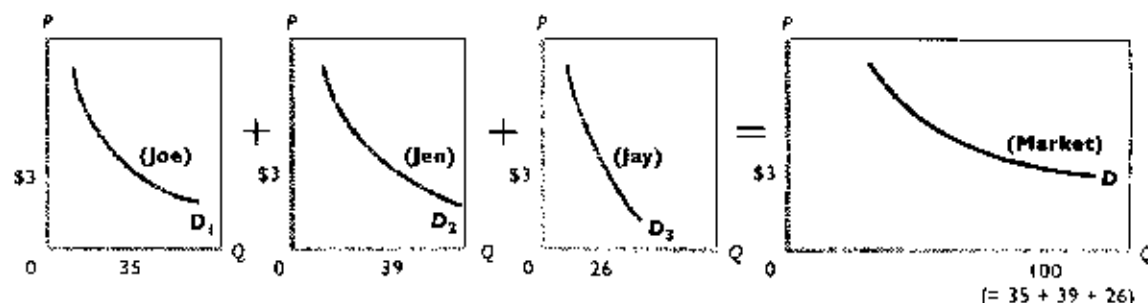 P P P P
(Joe) + (Jen) + (Jay) = (Market)
$3 $3 $3 $3
D1 D2 D3 D
0 35 Q 0 39 Q 0 26 Q 0 100 Q
(= 35 + 39 + 26)